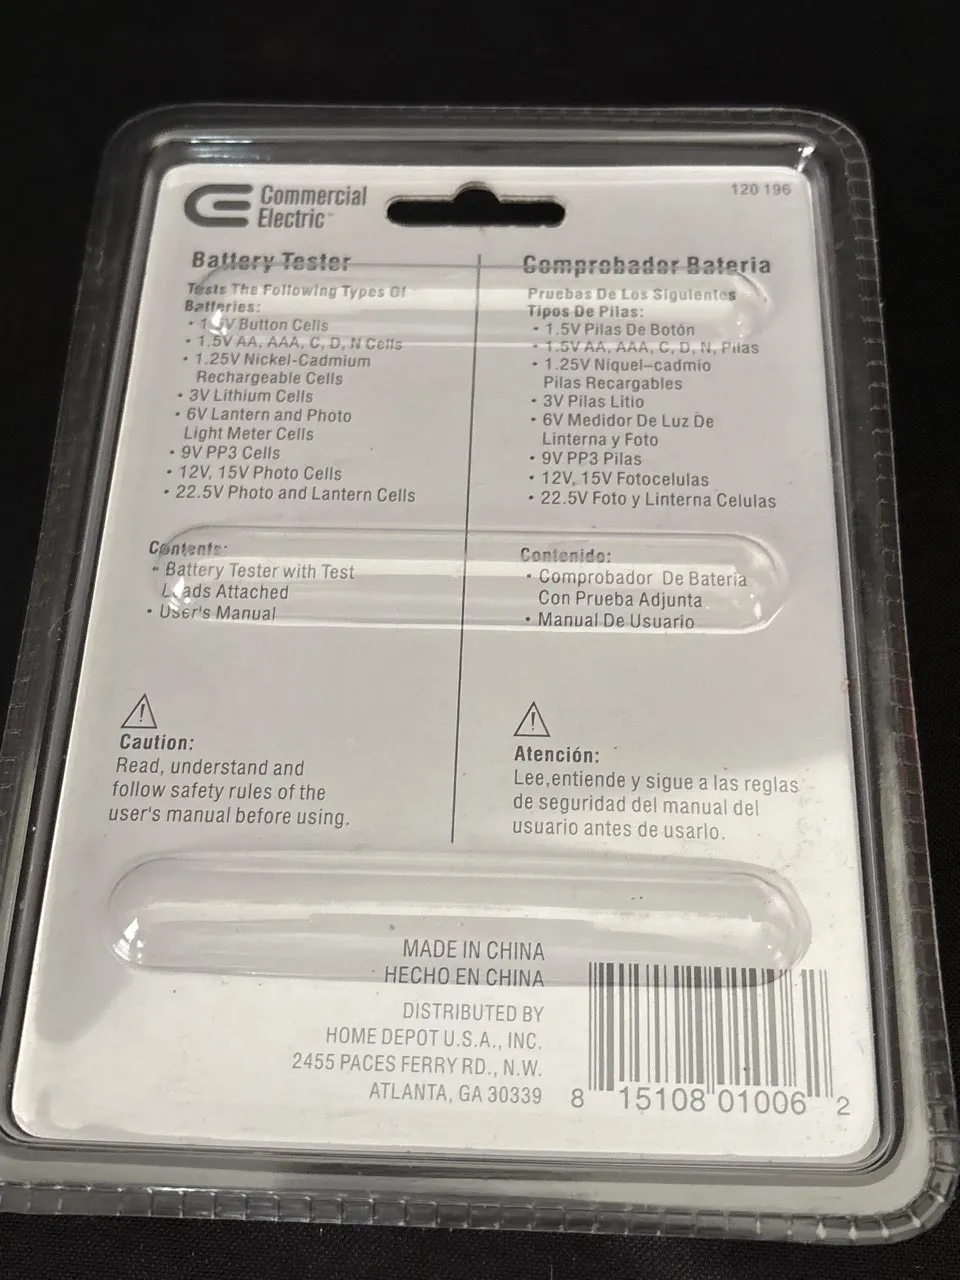 Commercial
Electric™
120 196
Battery Tester
Tests The Following Types Of
Batteries:
• 1.5V Button Cells
• 1.5V AA, AAA, C, D, N Cells
• 1.25V Nickel-Cadmium
Rechargeable Cells
• 3V Lithium Cells
• 6V Lantern and Photo
Light Meter Cells
• 9V PP3 Cells
• 12V, 15V Photo Cells
• 22.5V Photo and Lantern Cells
Contents:
• Battery Tester with Test
Leads Attached
• User's Manual
Caution:
Read, understand and
follow safety rules of the
user's manual before using.
Comprobador Bateria
Pruebas De Los Siguientes
Tipos De Pilas:
• 1.5V Pilas De Botón
• 1.5V AA, AAA, C, D, N, Pilas
• 1.25V Niquel–cadmio
Pilas Recargables
• 3V Pilas Litio
• 6V Medidor De Luz De
Linterna y Foto
• 9V PP3 Pilas
• 12V, 15V Fotocelulas
• 22.5V Foto y Linterna Celulas
Contenido:
• Comprobador De Bateria
Con Prueba Adjunta
• Manual De Usuario
Atención:
Lee,entiende y sigue a las reglas
de seguridad del manual del
usuario antes de usarlo.
MADE IN CHINA
HECHO EN CHINA
DISTRIBUTED BY
HOME DEPOT U.S.A., INC.
2455 PACES FERRY RD., N.W.
ATLANTA, GA 30339
8 15108 01006 2